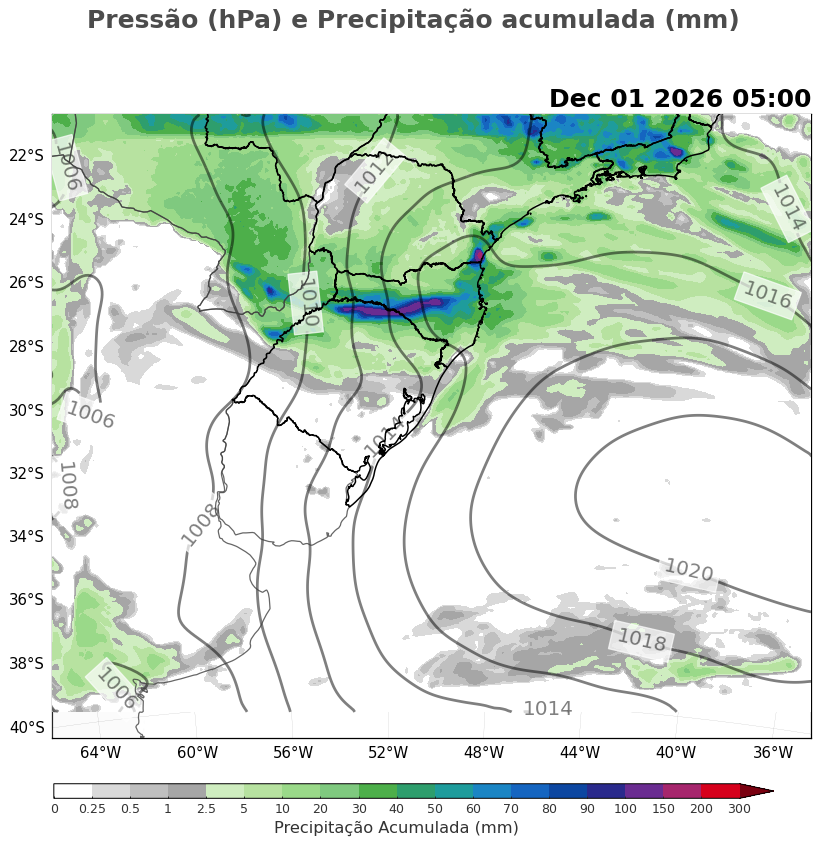 Pressão (hPa) e Precipitação acumulada (mm)
Dec 01 2026 05:00
22°S
24°S
26°S
28°S
30°S
32°S
34°S
36°S
38°S
40°S
1006
1012
1014
1016
1010
1006
1014
1008
1008
1020
1018
1006
1014
64°W 60°W 56°W 52°W 48°W 44°W 40°W 36°W
0 0.25 0.5 1 2.5 5 10 20 30 40 50 60 70 80 90 100 150 200 300
Precipitação Acumulada (mm)